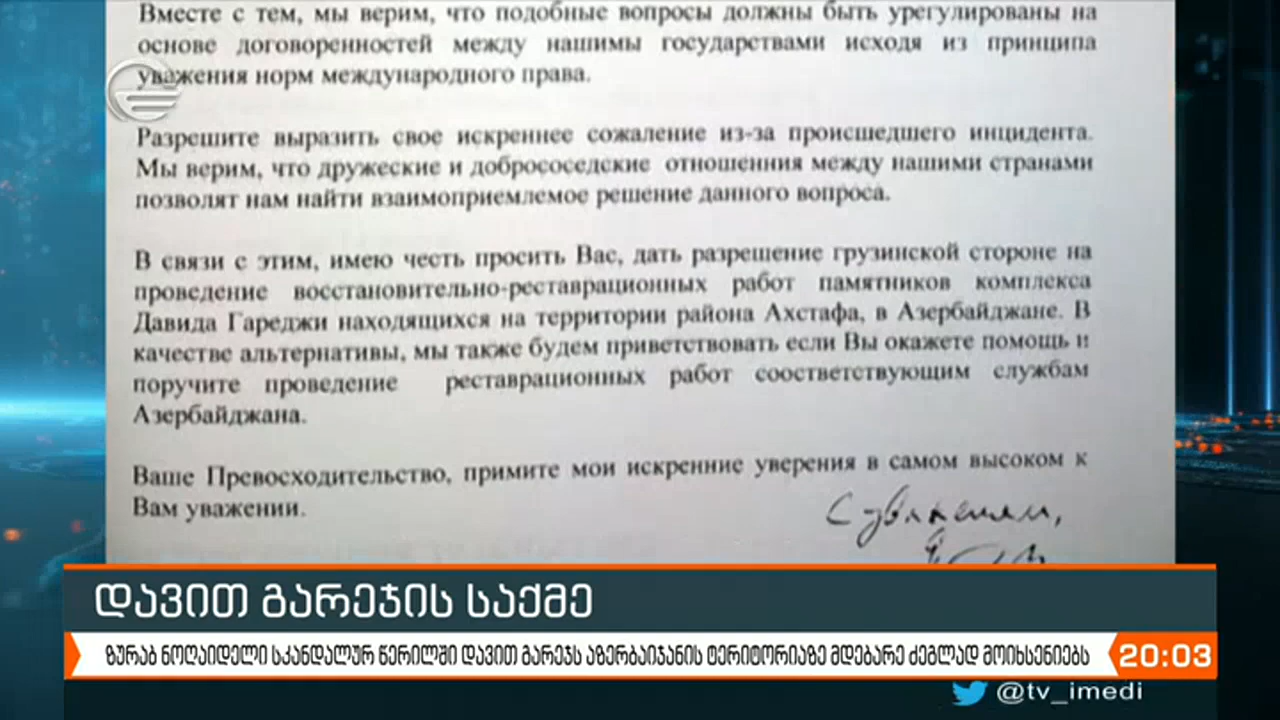 Вместе с тем, мы верим, что подобные вопросы должны быть урегулированы на
основе договоренностей между нашимы государствами исходя из принципа
уважения норм международного права.
Разрешите выразить свое искреннее сожаление из-за происшедшего инцидента.
Мы верим, что дружеские и добрососедские отношенния между нашими странами
позволят нам найти взаимоприемлемое решение данного вопроса.
В связи с этим, имею честь просить Вас, дать разрешение грузинской стороне на
проведение восстановительно-реставрационных работ памятников комплекса
Давида Гареджи находящихся на территории района Ахстафа, в Азербайджане. В
качестве альтернативы, мы также будем приветствовать если Вы окажете помощь и
поручите проведение реставрационных работ соостветствующим службам
Азербайджана.
Ваше Превосходительство, примите мои искренние уверения в самом высоком к
Вам уважении.
С уважением,
დავით გარეჯის საქმე
ზურაბ ნოღაიდელი სკანდალურ წერილში დავით გარეჯს აზერბაიჯანის ტერიტორიაზე მდებარე ძეგლად მოიხსენიებს
20:03
@tv_imedi